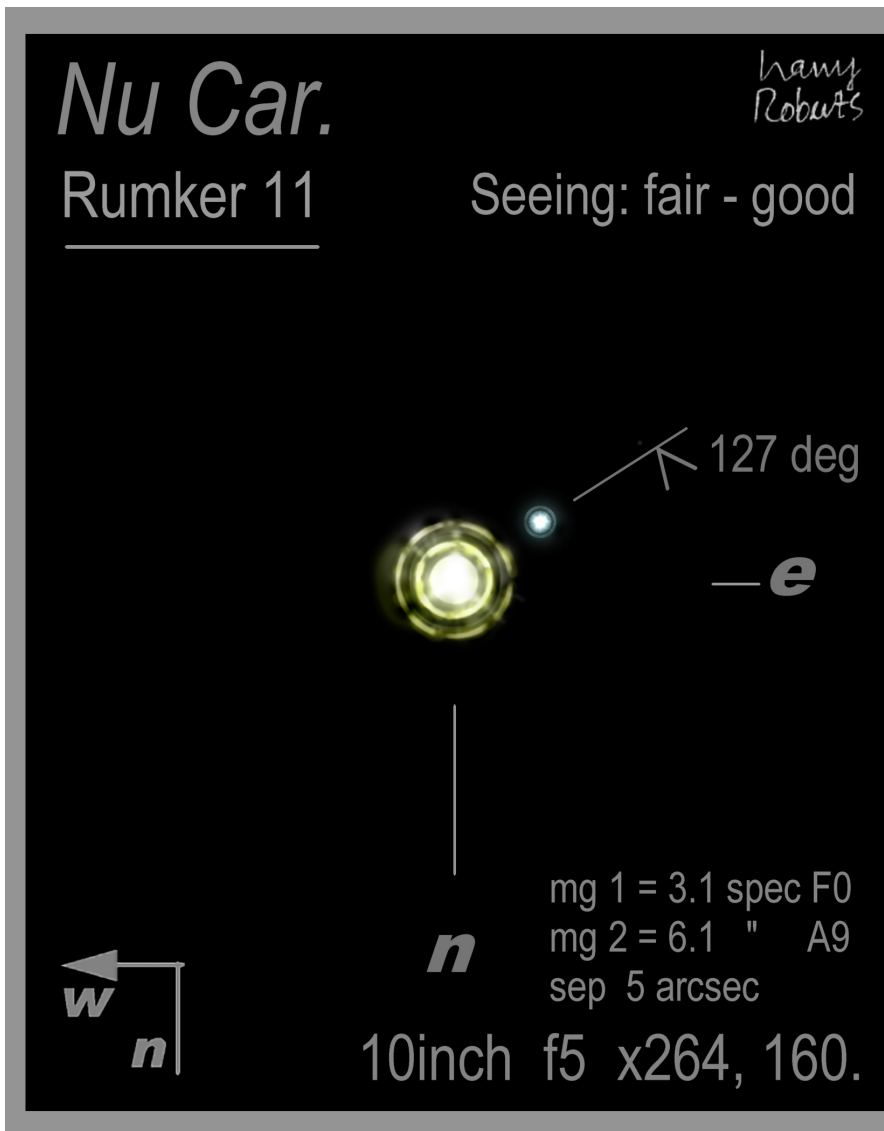 Nu Car.
Harry
Roberts
Rumker 11
Seeing: fair - good
127 deg
e
n
mg 1 = 3.1 spec F0
mg 2 = 6.1 " A9
sep 5 arcsec
w
n
10inch f5 x264, 160.